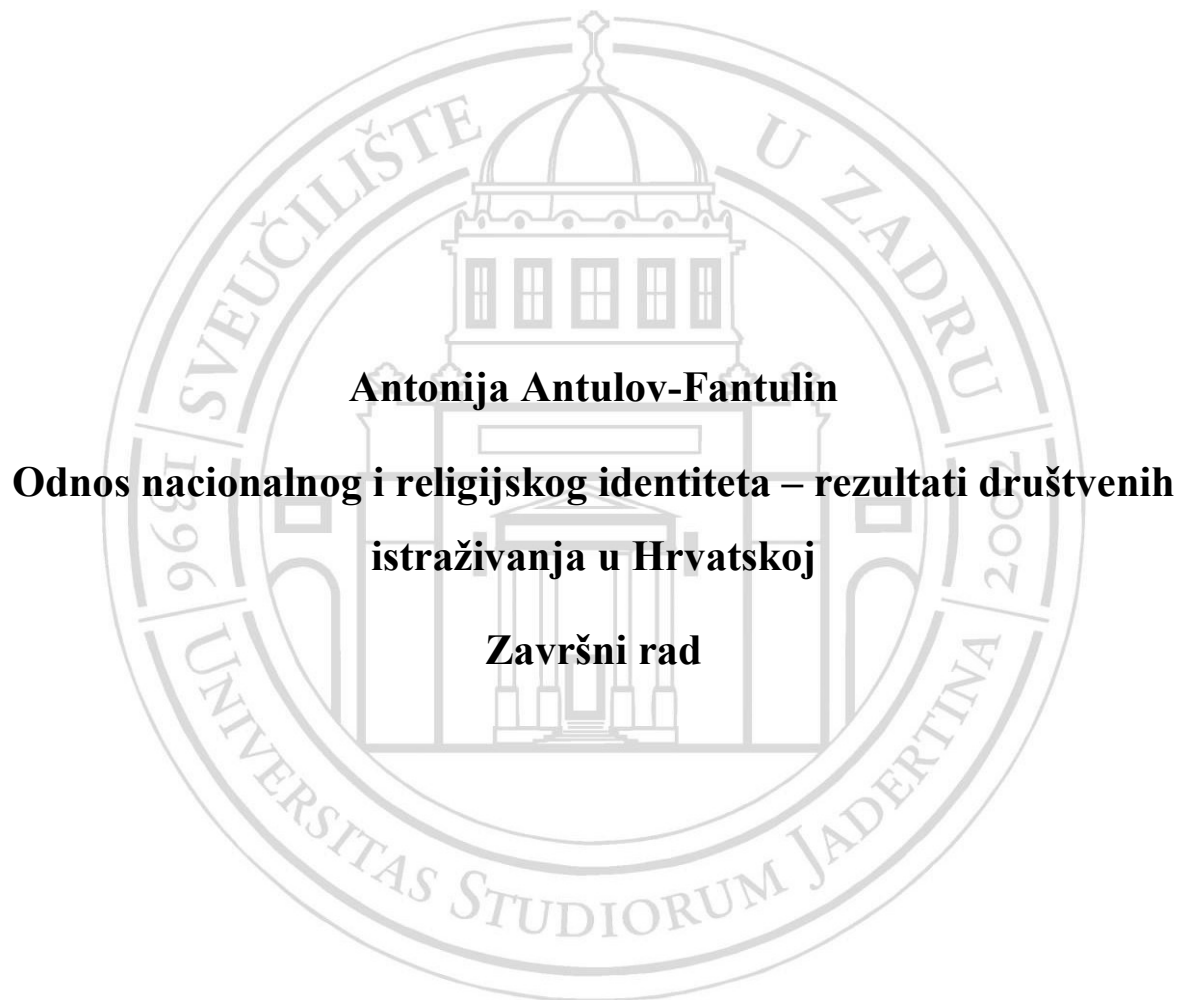 SVEUČILIŠTE U ZADRU
Antonija Antulov-Fantulin
Odnos nacionalnog i religijskog identiteta – rezultati društvenih
istraživanja u Hrvatskoj
Završni rad
1396
2002
UNIVERSITAS STUDIORUM JADERTINA